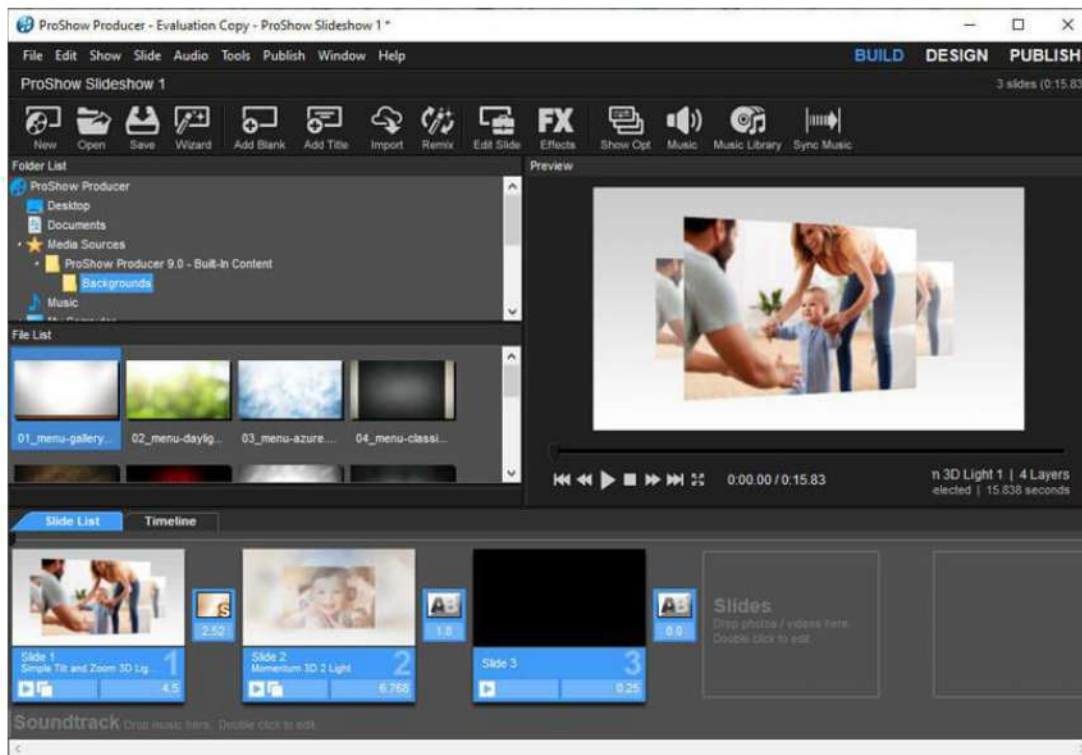 ProShow Producer - Evaluation Copy - ProShow Slideshow 1 *
File Edit Show Slide Audio Tools Publish Window Help
BUILD DESIGN PUBLISH
ProShow Slideshow 1
3 slides (0:15.83
New Open Save Wizard Add Blank Add Title Import Remix Edit Slide FX Effects Show Opt Music Music Library Sync Music
Folder List
Preview
ProShow Producer
Desktop
Documents
Media Sources
ProShow Producer 9.0 - Built-In Content
Backgrounds
Music
My Computer
File List
01_menu-gallery... 02_menu-daylig... 03_menu-azure.... 04_menu-classi...
0:00.00 / 0:15.83
n 3D Light 1 | 4 Layers
elected | 15.838 seconds
Slide List Timeline
S
2.52
AB
1.0
AB
0.0
Slides
Drop photos / videos here.
Double click to edit.
Slide 1
Simple Tilt and Zoom 3D Lig... 1
4.5
Slide 2
Momentum 3D 2 Light 2
6.768
Slide 3 3
0.25
Soundtrack Drop music here. Double click to edit.